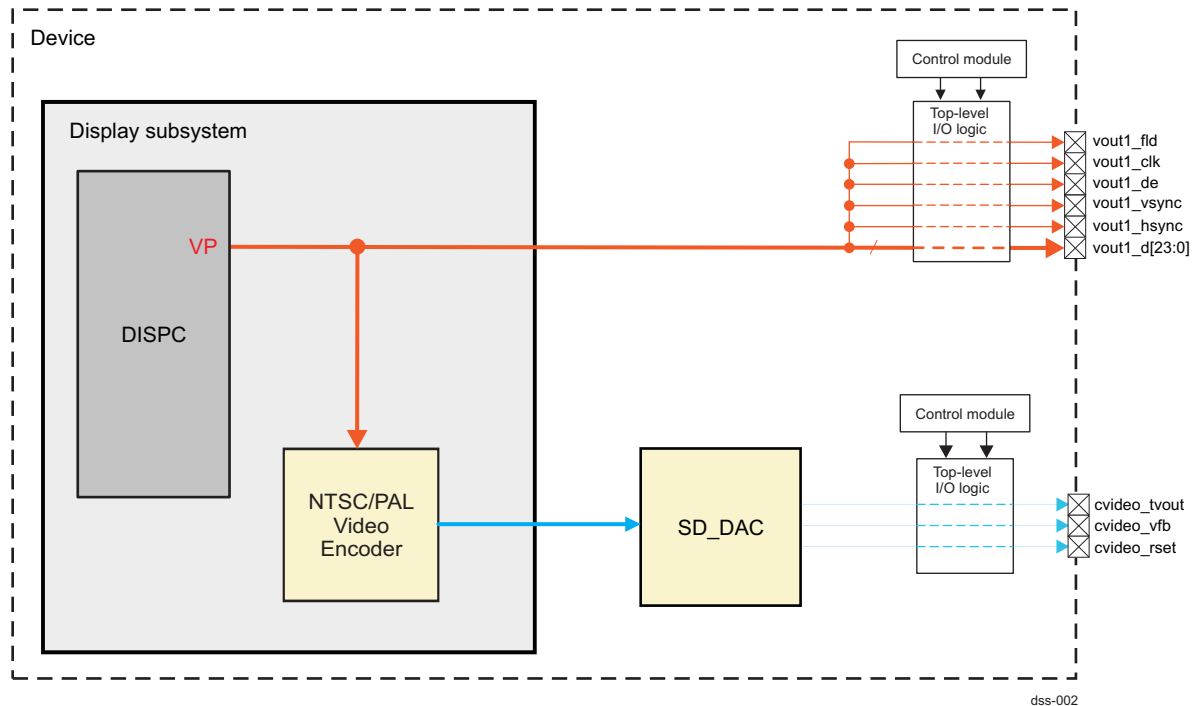 Device
Control module
Top-level
I/O logic
Display subsystem
vout1_fld
vout1_clk
vout1_de
vout1_vsync
vout1_hsync
vout1_d[23:0]
VP
DISPC
Control module
Top-level
I/O logic
NTSC/PAL
Video
Encoder
SD_DAC
cvideo_tvout
cvideo_vfb
cvideo_rset
dss-002